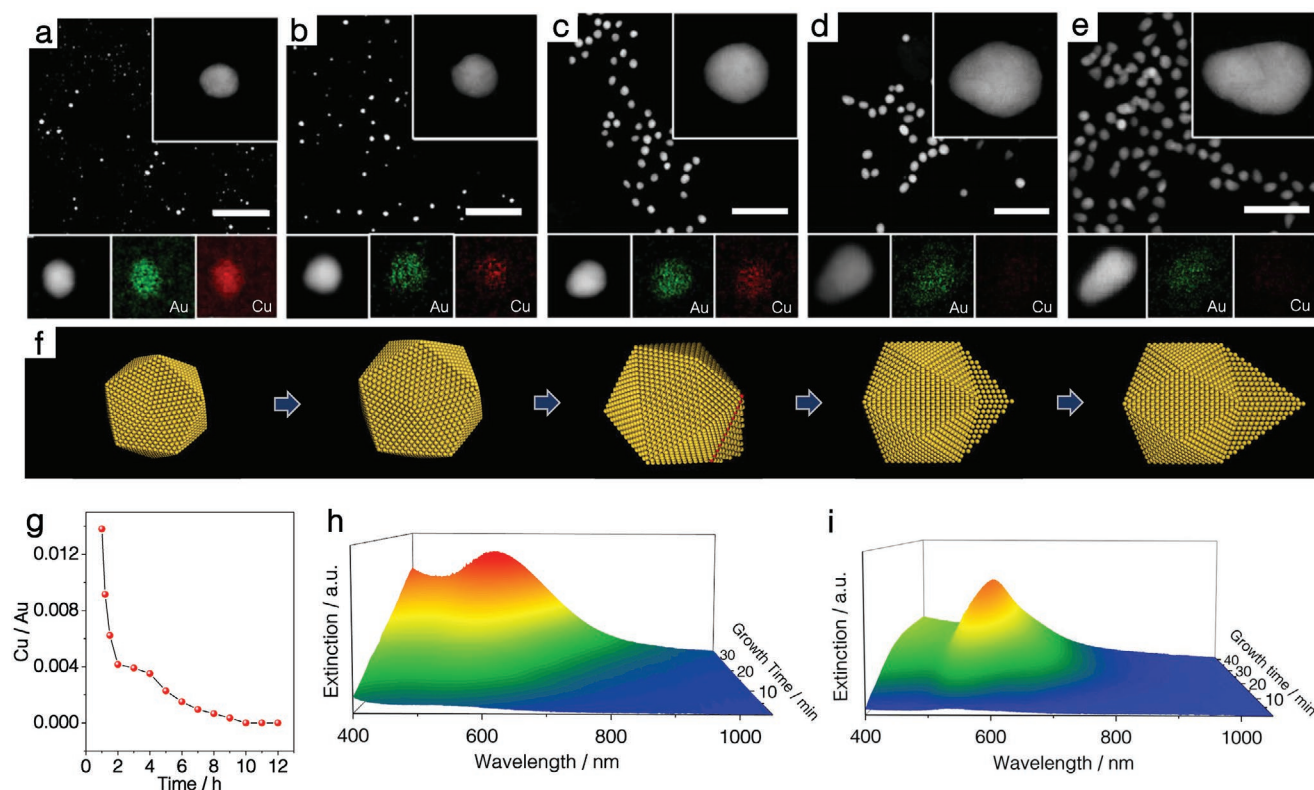 a
b
c
d
e
Au
Cu
Au
Cu
Au
Cu
Au
Cu
Au
Cu
f
g
Cu / Au
0.012
0.008
0.004
0.000
0 2 4 6 8 10 12
Time / h
h
Extinction / a.u.
400 600 800 1000
Wavelength / nm
10 20 30
Growth Time / min
i
Extinction / a.u.
400 600 800 1000
Wavelength / nm
10 20 30 40
Growth time / min